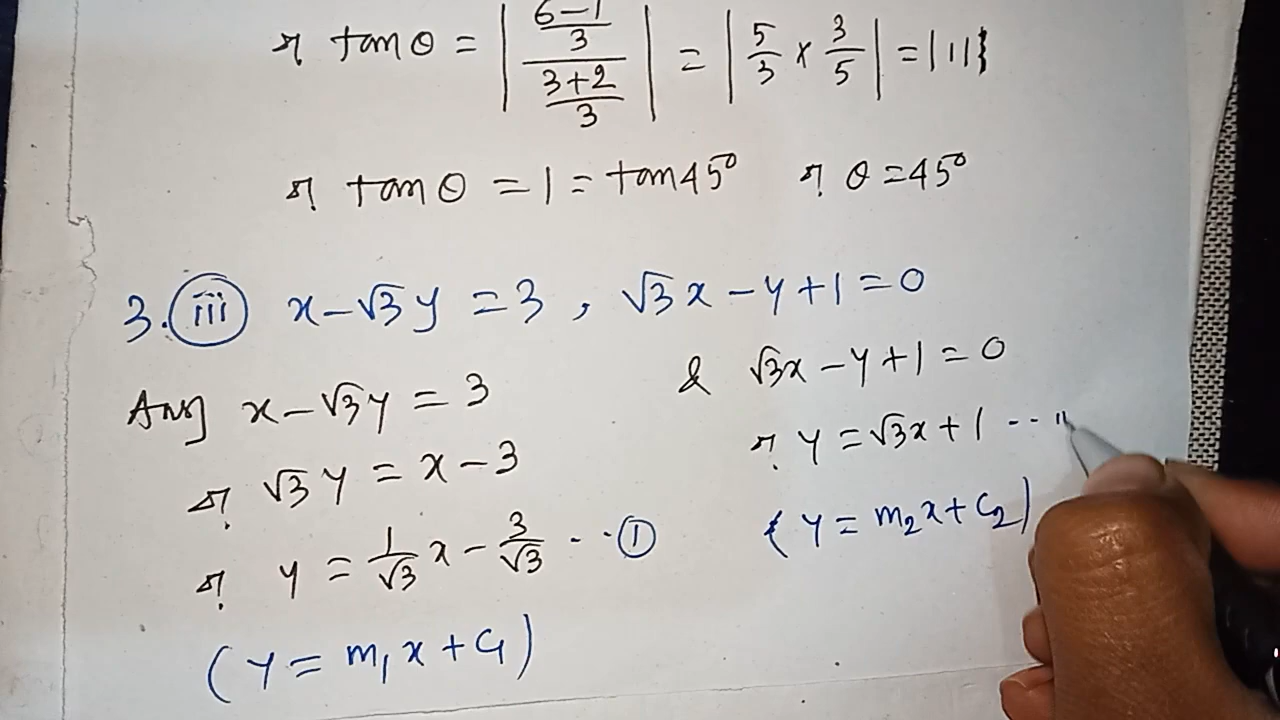 বা, tanθ = | (6-1)/3 / (3+2)/3 | = | 5/3 × 3/5 | = |1|
বা, tanθ = 1 = tan45° বা, θ = 45°
3. (iii) x - √3y = 3, √3x - y + 1 = 0
Ans x - √3y = 3 & √3x - y + 1 = 0
বা, √3y = x - 3 বা, y = √3x + 1 --
বা, y = 1/√3 x - 3/√3 -- ① (y = m₂x + c₂)
(y = m₁x + c₁)